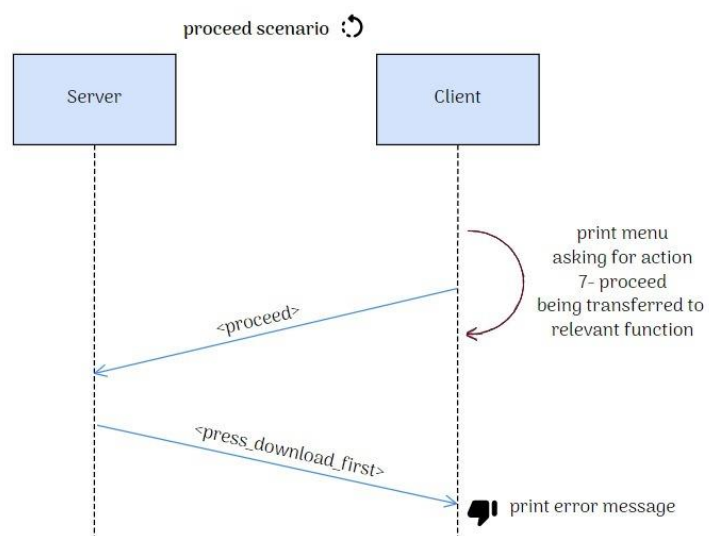 proceed scenario
Server
Client
print menu
asking for action
7- proceed
being transferred to
relevant function
<proceed>
<press_download_first>
print error message